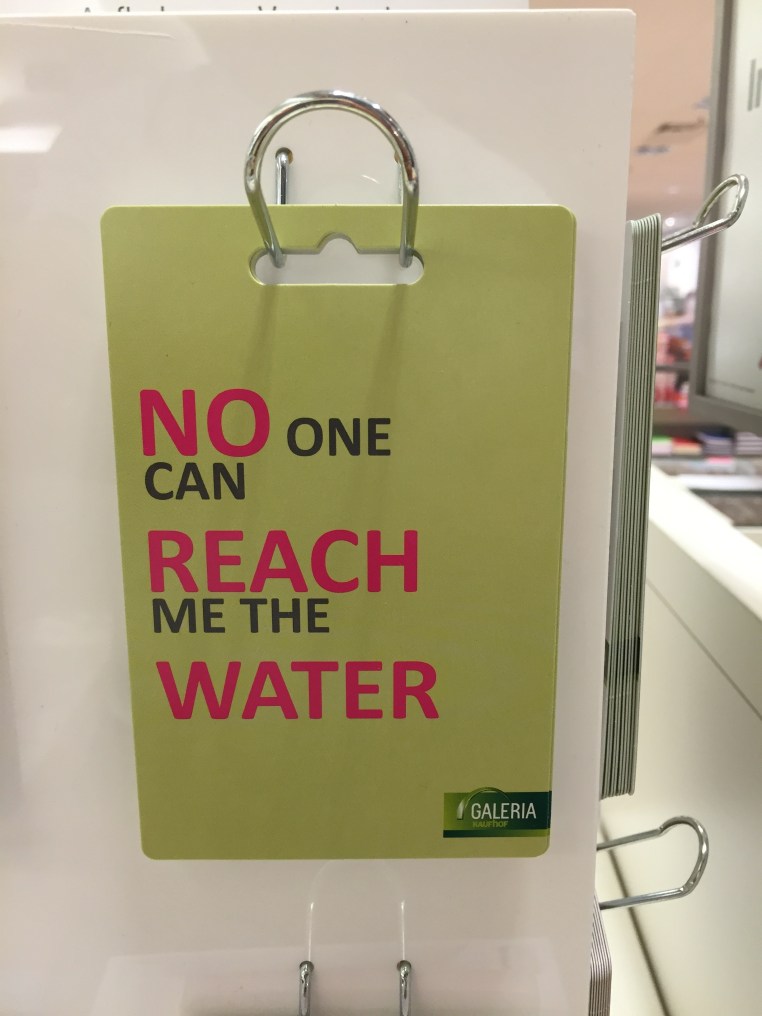 NO ONE
CAN
REACH
ME THE
WATER
GALERIA
KAUFHOF